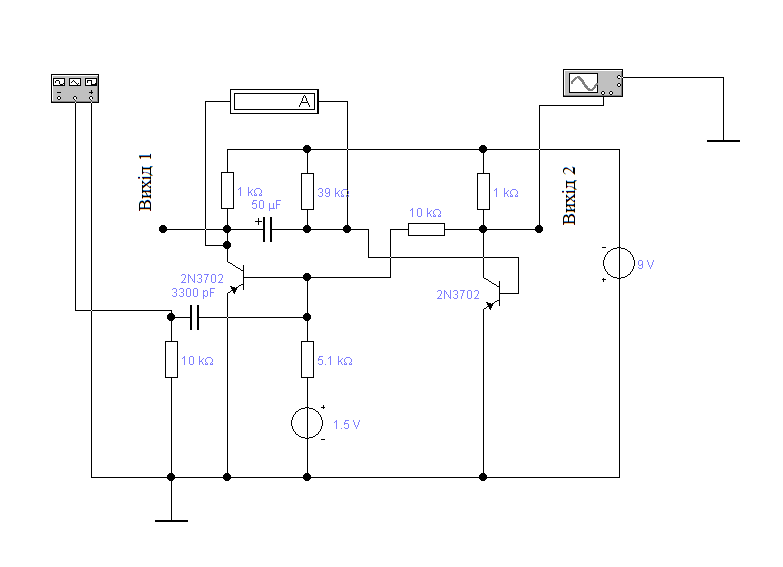 A
Вихід 1
Вихід 2
1 kΩ
39 kΩ
1 kΩ
50 µF
+
10 kΩ
2N3702
3300 pF
2N3702
-
9 V
+
10 kΩ
5.1 kΩ
+
1.5 V
-